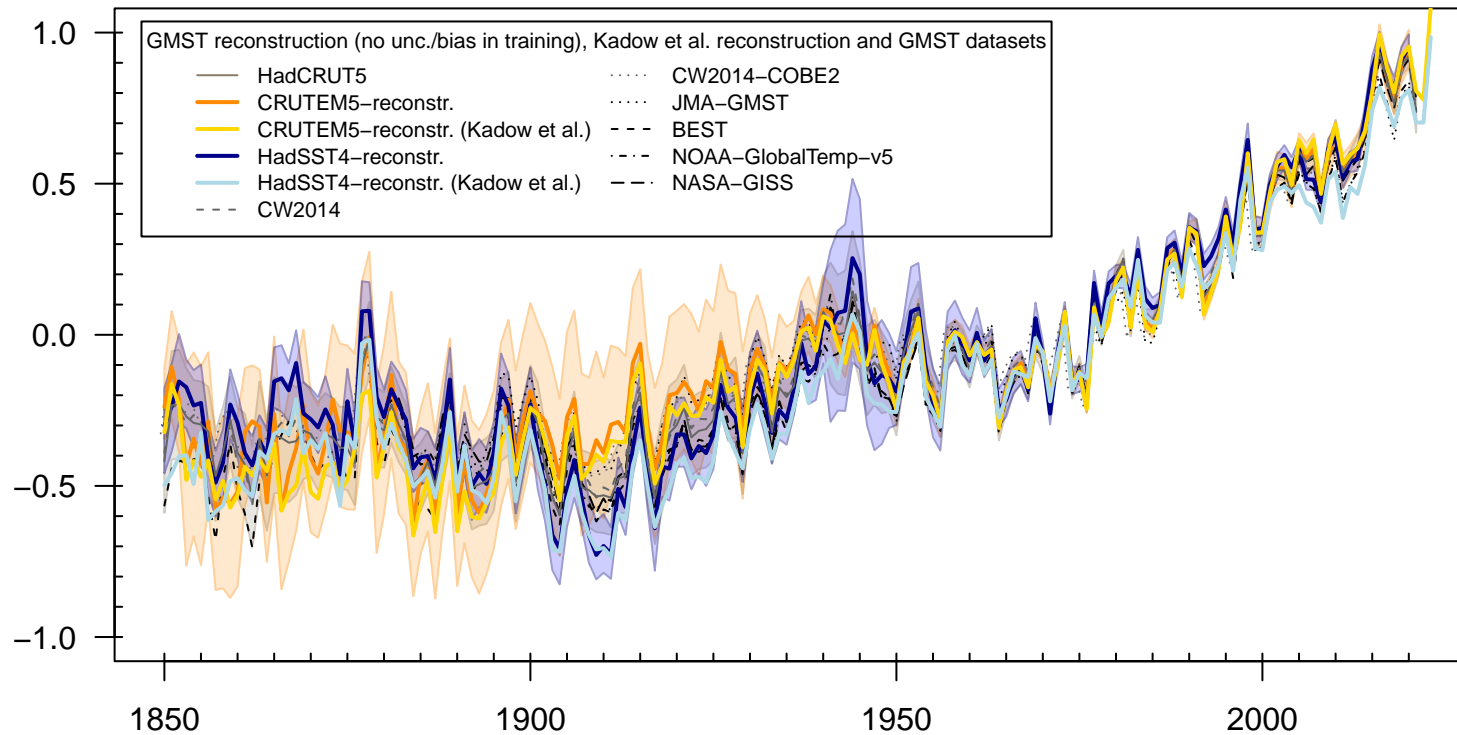 GMST reconstruction (no unc./bias in training), Kadow et al. reconstruction and GMST datasets
HadCRUT5
CRUTEM5−reconstr.
CRUTEM5−reconstr. (Kadow et al.)
HadSST4−reconstr.
HadSST4−reconstr. (Kadow et al.)
CW2014
CW2014−COBE2
JMA−GMST
BEST
NOAA−GlobalTemp−v5
NASA−GISS
1.0
0.5
0.0
−0.5
−1.0
1850 1900 1950 2000